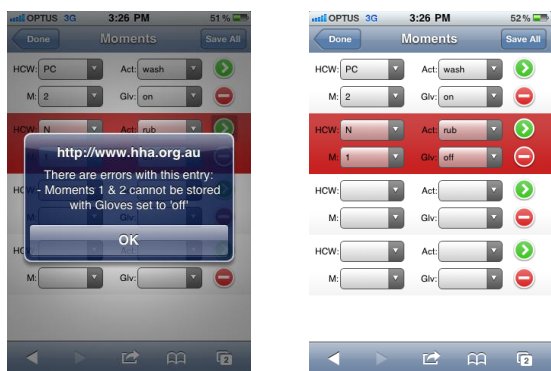 OPTUS 3G 3:26 PM 51%
Done Moments Save All
HCW: PC Act: wash
M: 2 Glv: on
HCW: N Act: rub
http://www.hha.org.au
There are errors with this entry:
- Moments 1 & 2 cannot be stored
with Gloves set to 'off'
OK
HCW: Act:
M: Glv:
2
OPTUS 3G 3:26 PM 52%
Done Moments Save All
HCW: PC Act: wash
M: 2 Glv: on
HCW: N Act: rub
M: 1 Glv: off
HCW: Act:
M: Glv:
HCW: Act:
M: Glv:
2